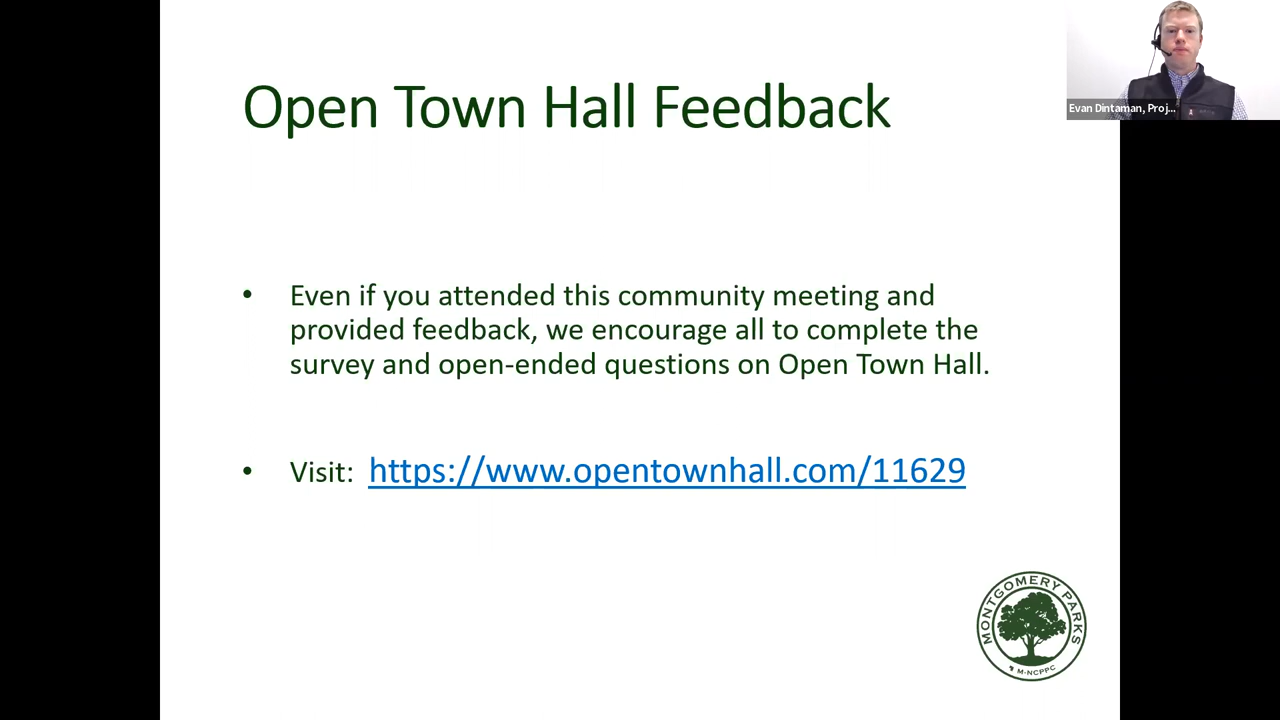 Open Town Hall Feedback
Evan Dintaman, Proj...
• Even if you attended this community meeting and
provided feedback, we encourage all to complete the
survey and open-ended questions on Open Town Hall.
• Visit: https://www.opentownhall.com/11629
MONTGOMERY PARKS
M-NCPPC